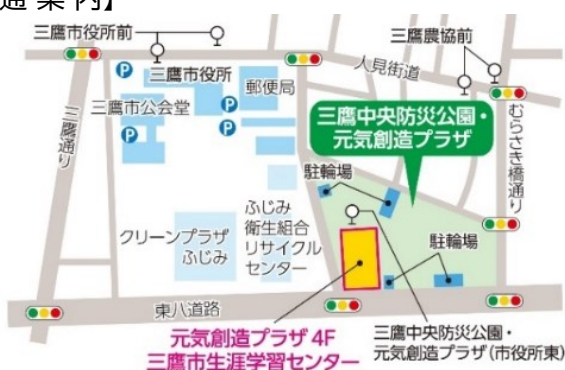 通 案 内】
三鷹市役所前
三鷹農協前
人見街道
三鷹市役所
郵便局
三鷹市公会堂
三鷹通り
むらさき橋通り
三鷹中央防災公園・
元気創造プラザ
駐輪場
ふじみ
衛生組合
リサイクル
センター
クリーンプラザ
ふじみ
駐輪場
東八道路
元気創造プラザ 4F
三鷹市生涯学習センター
三鷹中央防災公園・
元気創造プラザ(市役所東)
P
P
P
P